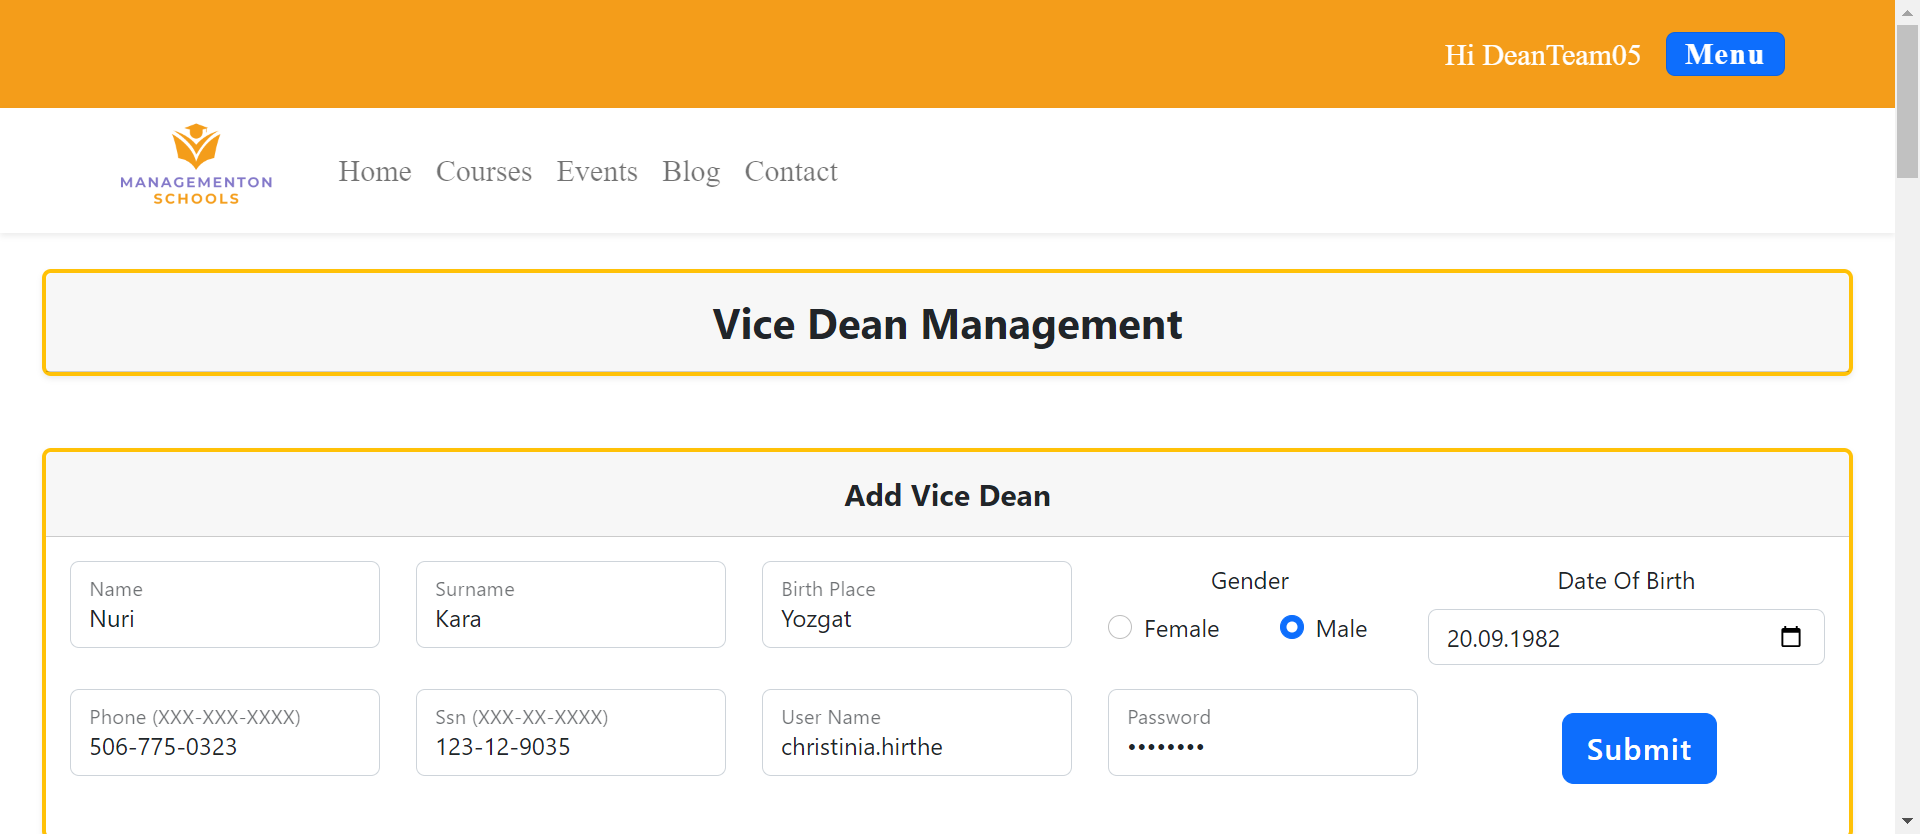 Hi DeanTeam05 Menu
MANAGEMENTON
SCHOOLS
Home Courses Events Blog Contact
Vice Dean Management
Add Vice Dean
Name
Nuri
Surname
Kara
Birth Place
Yozgat
Gender
Female Male
Date Of Birth
20.09.1982
Phone (XXX-XXX-XXXX)
506-775-0323
Ssn (XXX-XX-XXXX)
123-12-9035
User Name
christinia.hirthe
Password
••••••••
Submit